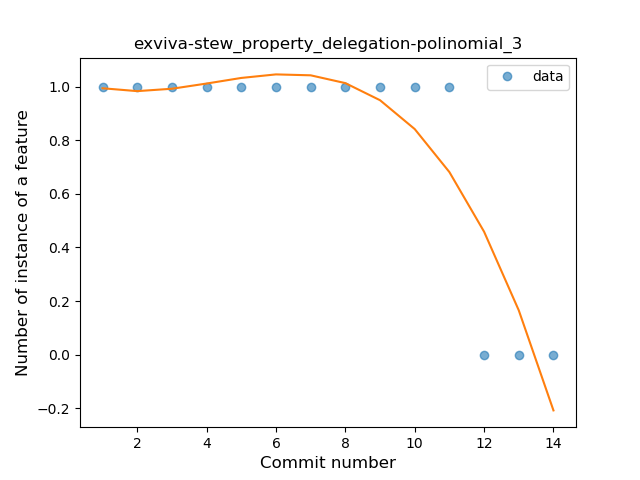 exviva-stew_property_delegation-polinomial_3
data
Number of instance of a feature
1.0
0.8
0.6
0.4
0.2
0.0
−0.2
2 4 6 8 10 12 14
Commit number